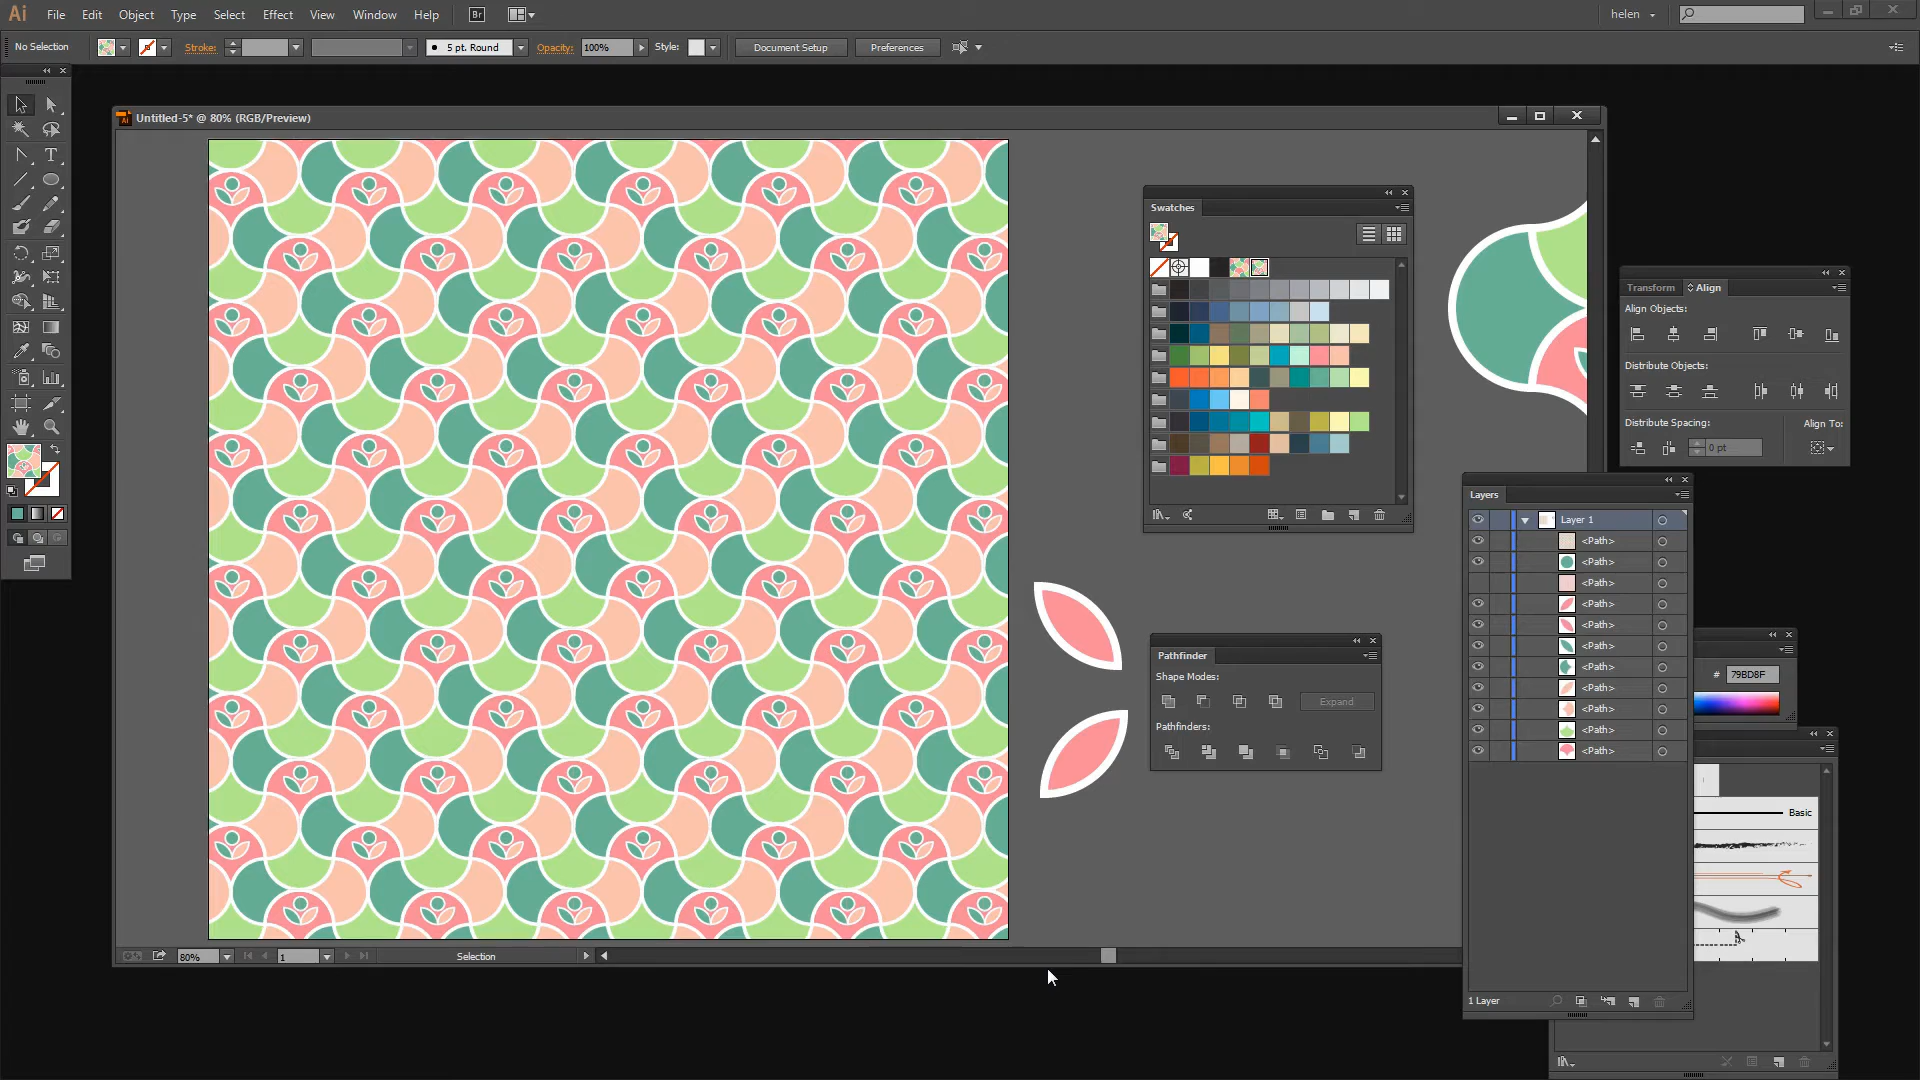 Ai File Edit Object Type Select Effect View Window Help Br helen
No Selection Stroke: 5 pt. Round Opacity: 100% Style: Document Setup Preferences
Untitled-5* @ 80% (RGB/Preview)
Swatches
Transform Align
Align Objects:
Distribute Objects:
Distribute Spacing: Align To:
0 pt
Layers
Layer 1
<Path>
<Path>
<Path>
<Path>
<Path>
<Path>
<Path>
<Path>
<Path>
<Path>
<Path>
1 Layer
Pathfinder
Shape Modes:
Expand
Pathfinders:
# 79BD8F
Basic
80% 1 Selection